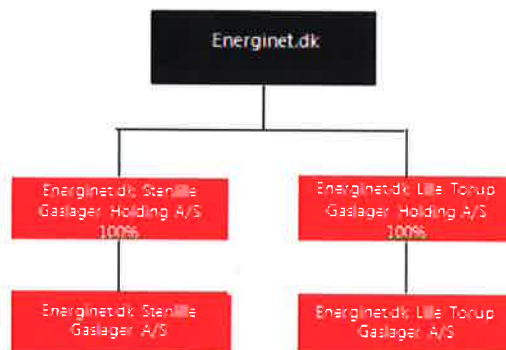 Energinet.dk
Energinet.dk Stenlille
Gaslager Holding A/S
100%
Energinet.dk Lille Torup
Gaslager Holding A/S
100%
Energinet.dk Stenlille
Gaslager A/S
Energinet.dk Lille Torup
Gaslager A/S